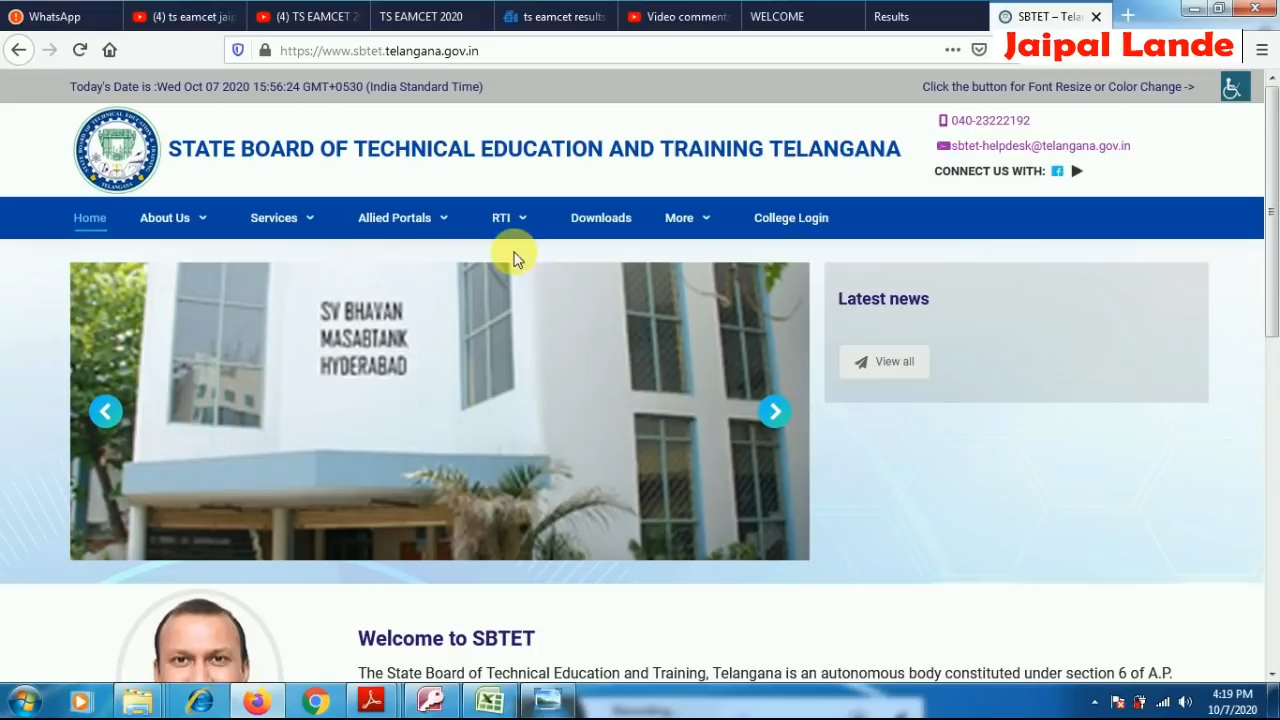 WhatsApp
(4) ts eamcet jaip
(4) TS EAMCET 2
TS EAMCET 2020
ts eamcet results
Video comments
WELCOME
Results
SBTET – Tela
https://www.sbtet.telangana.gov.in
Jaipal Lande
Today's Date is :Wed Oct 07 2020 15:56:24 GMT+0530 (India Standard Time)
Click the button for Font Resize or Color Change ->
STATE BOARD OF TECHNICAL EDUCATION AND TRAINING TELANGANA
040-23222192
sbtet-helpdesk@telangana.gov.in
CONNECT US WITH:
TELANGANA
Home
About Us
Services
Allied Portals
RTI
Downloads
More
College Login
SV BHAVAN
MASABTANK
HYDERABAD
Latest news
View all
Welcome to SBTET
The State Board of Technical Education and Training, Telangana is an autonomous body constituted under section 6 of A.P.
4:19 PM
10/7/2020